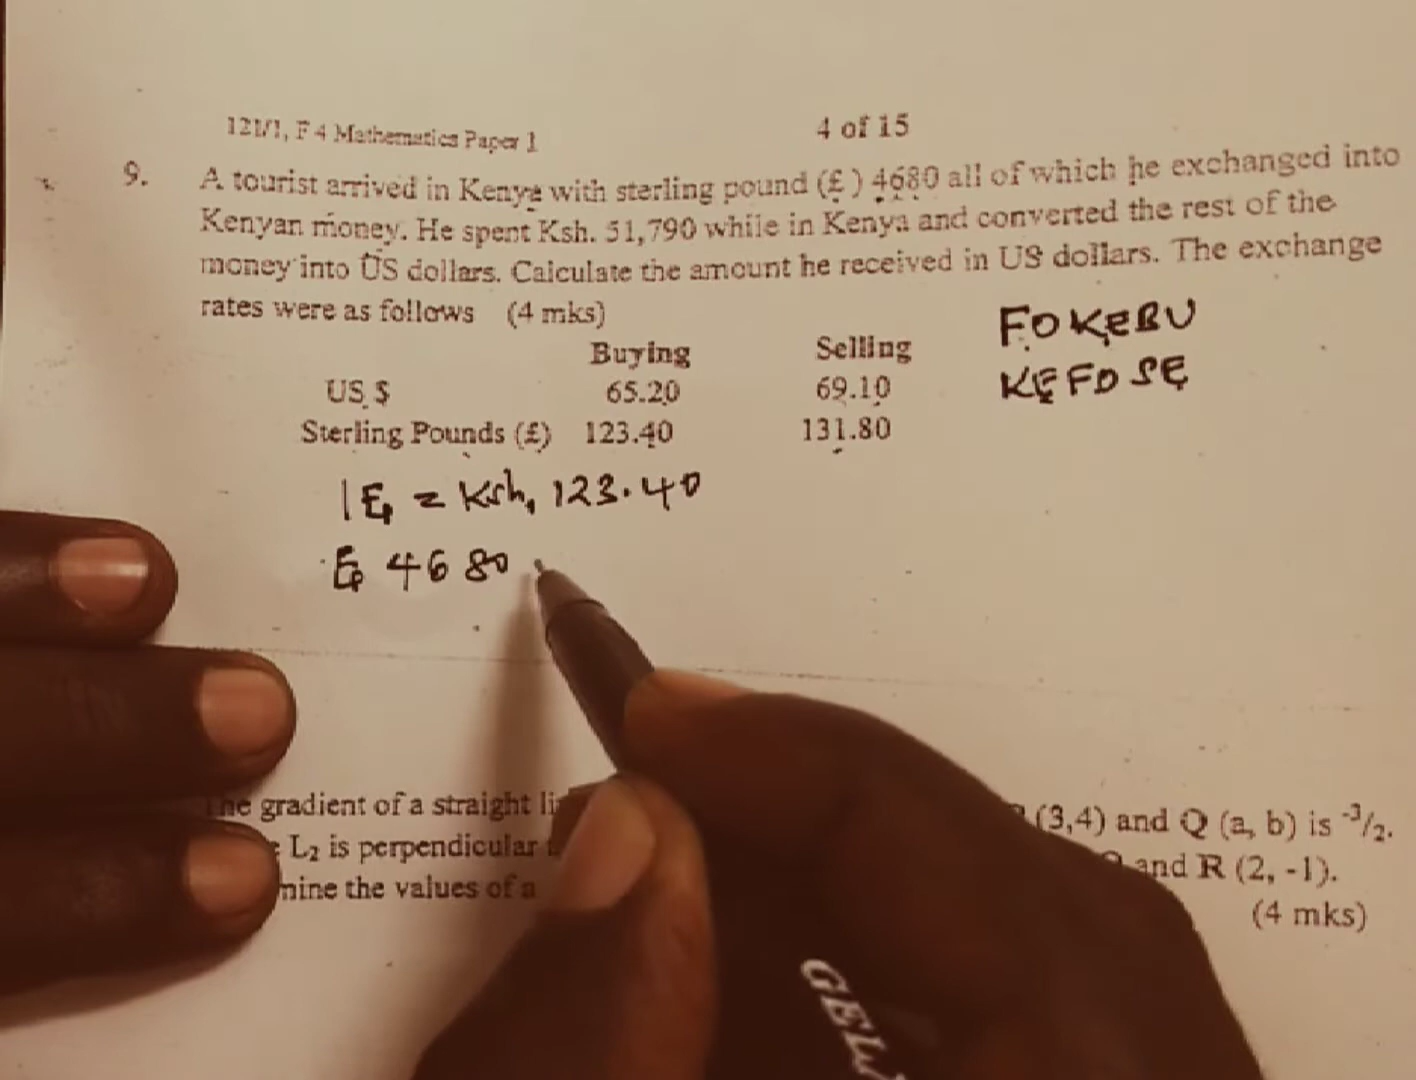 121/1, F 4 Mathematics Paper 1
4 of 15
9. A tourist arrived in Kenya with sterling pound (£ ) 4680 all of which he exchanged into
Kenyan money. He spent Ksh. 51,790 while in Kenya and converted the rest of the
money into US dollars. Calculate the amount he received in US dollars. The exchange
rates were as follows (4 mks)
Buying Selling
US $ 65.20 69.10
Sterling Pounds (£) 123.40 131.80
FOKEBU
KEFOSE
1£ = Ksh, 123.40
£ 4680
gradient of a straight
(3,4) and Q (a, b) is -3/2.
L2 is perpendicular
and R (2, -1).
the values of a
(4 mks)
GEL